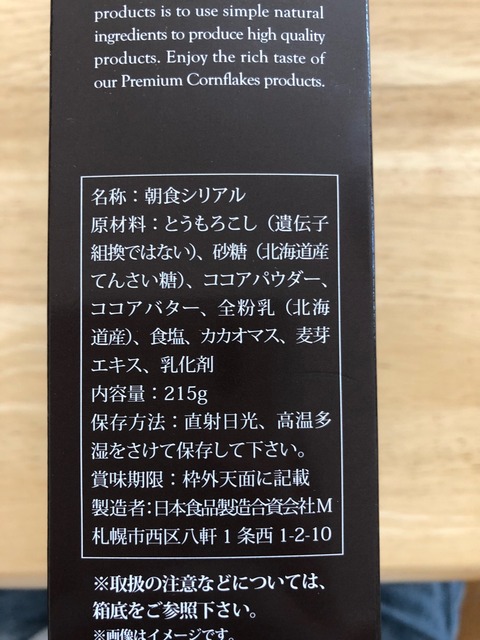 products is to use simple natural
ingredients to produce high quality
products. Enjoy the rich taste of
our Premium Cornflakes products.
名称：朝食シリアル
原材料：とうもろこし（遺伝子
組換ではない）、砂糖（北海道産
てんさい糖）、ココアパウダー、
ココアバター、全粉乳（北海
道産）、食塩、カカオマス、麦芽
エキス、乳化剤
内容量：215g
保存方法：直射日光、高温多
湿をさけて保存して下さい。
賞味期限：枠外天面に記載
製造者：日本食品製造合資会社M
札幌市西区八軒1条西1-2-10
※取扱の注意などについては、
箱底をご参照下さい。
※画像はイメージです。